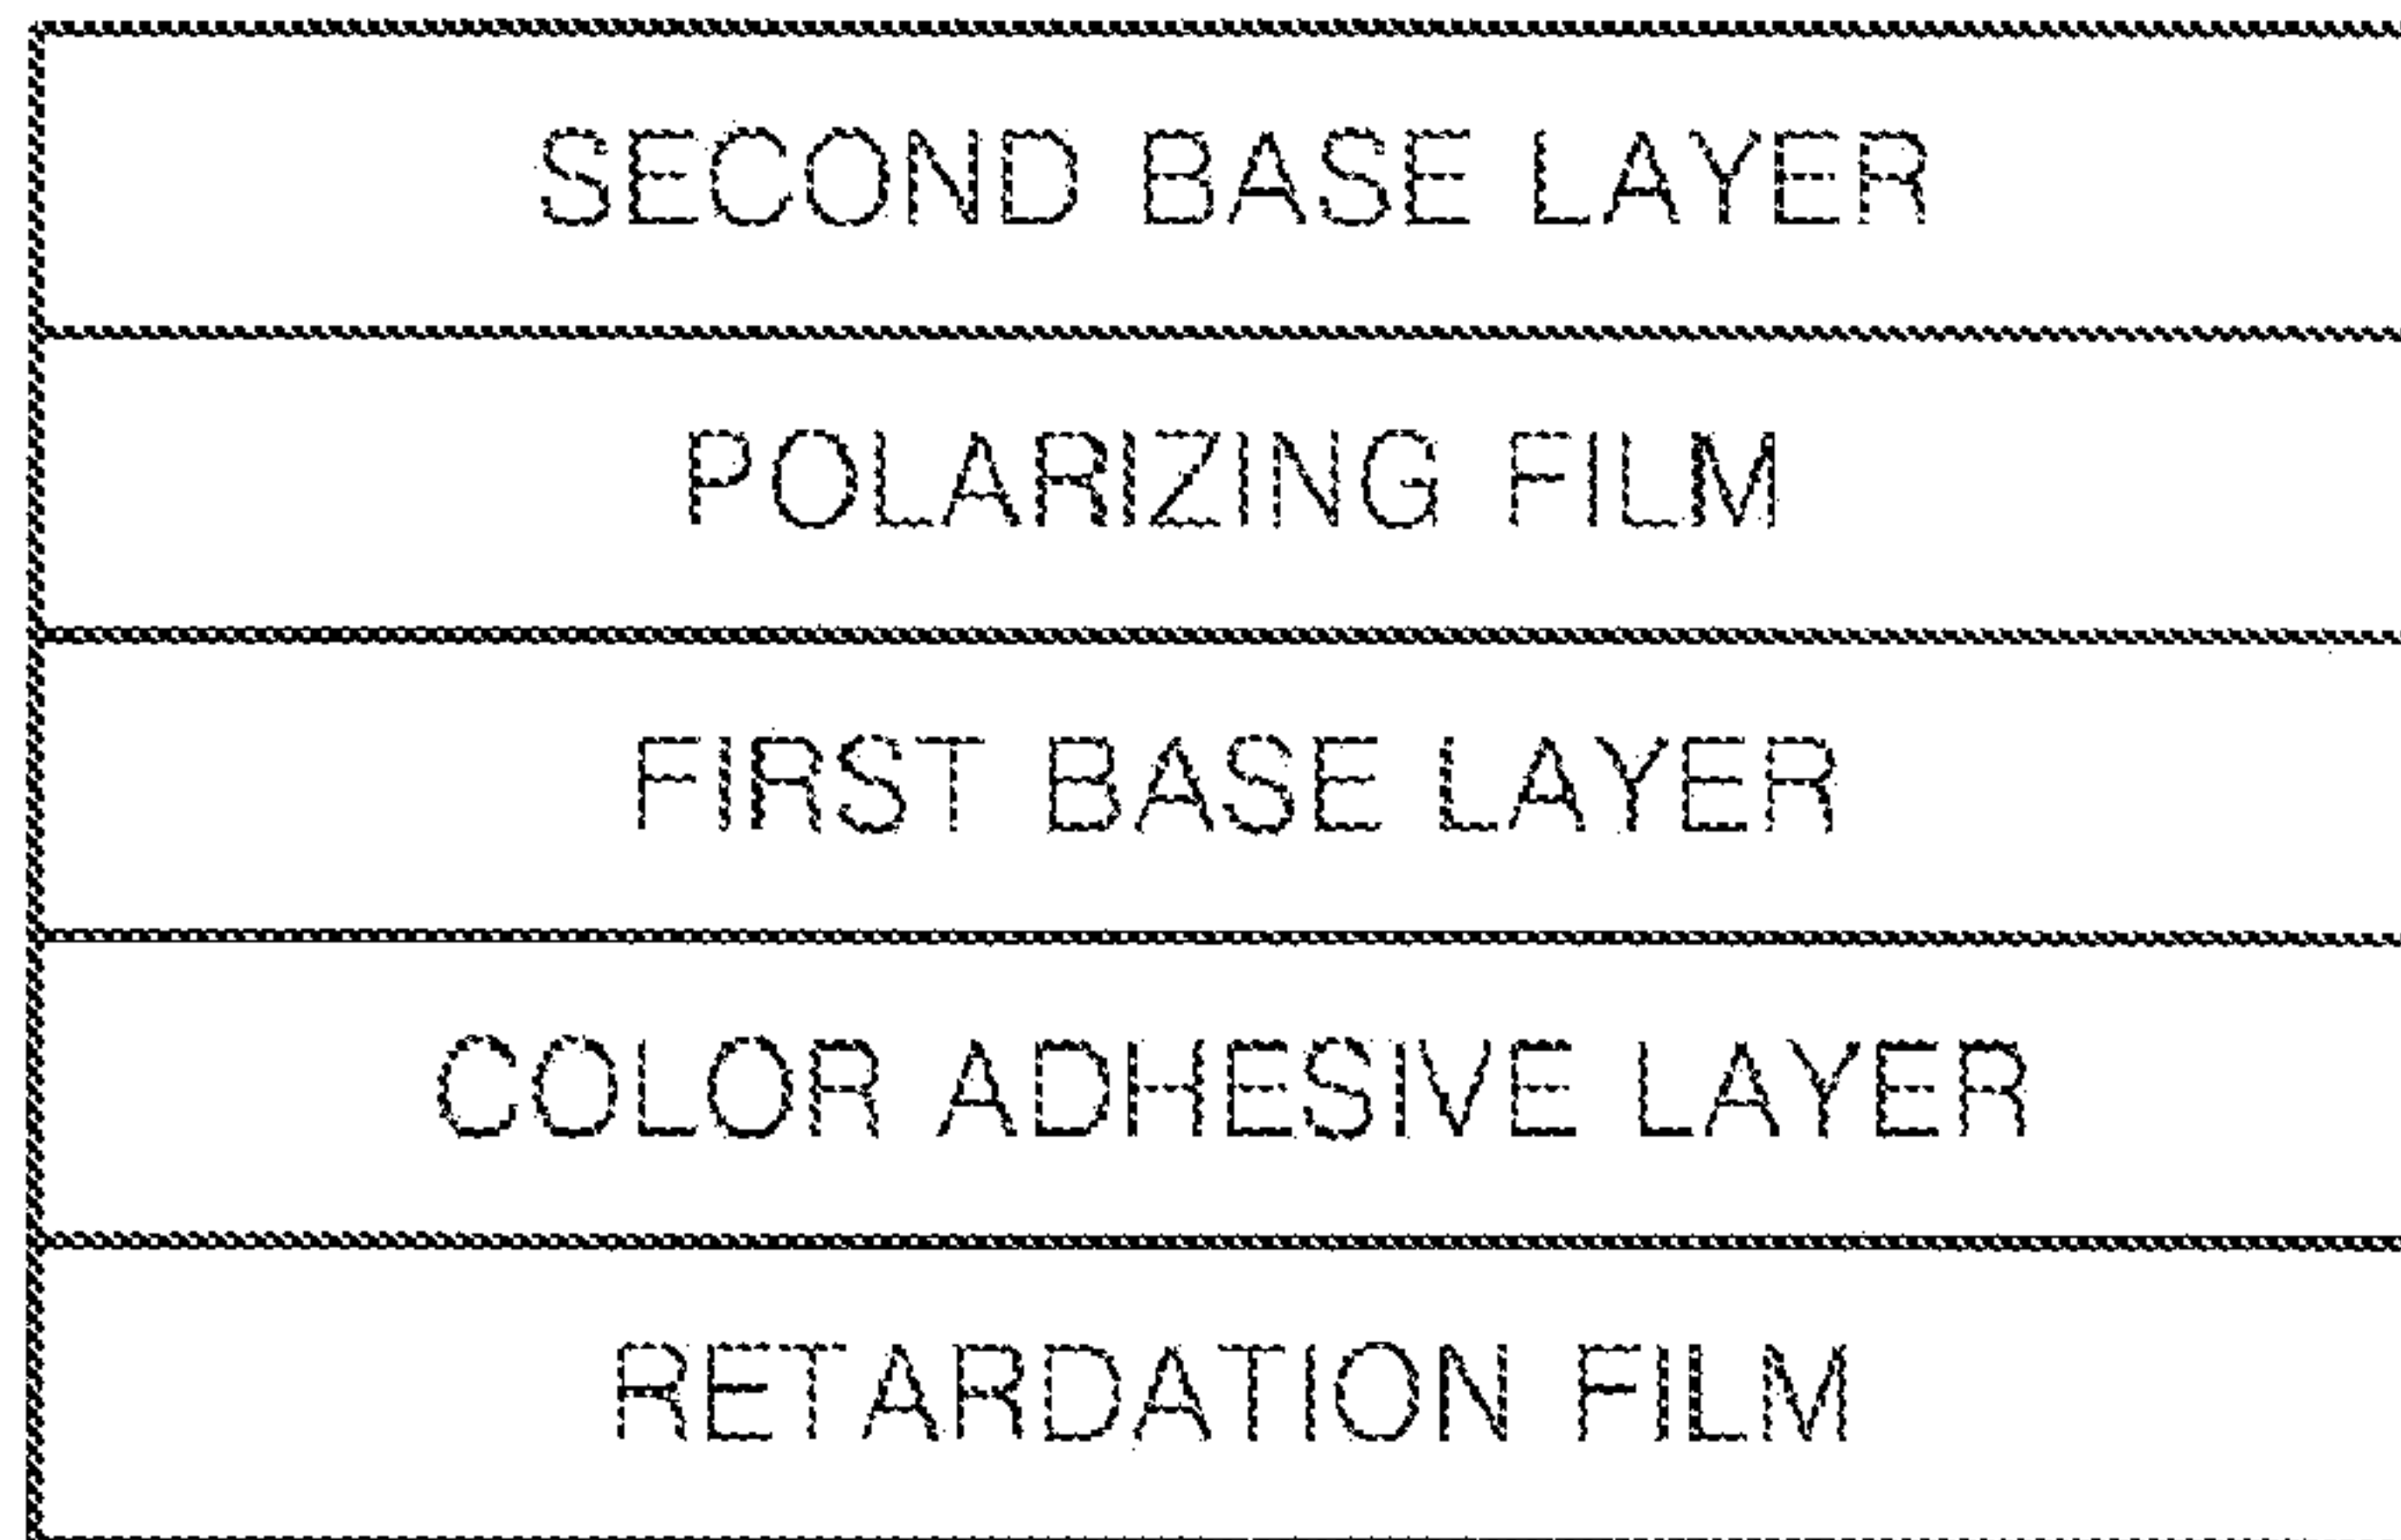 SECOND BASE LAYER
POLARIZING FILM
FIRST BASE LAYER
COLOR ADHESIVE LAYER
RETARDATION FILM